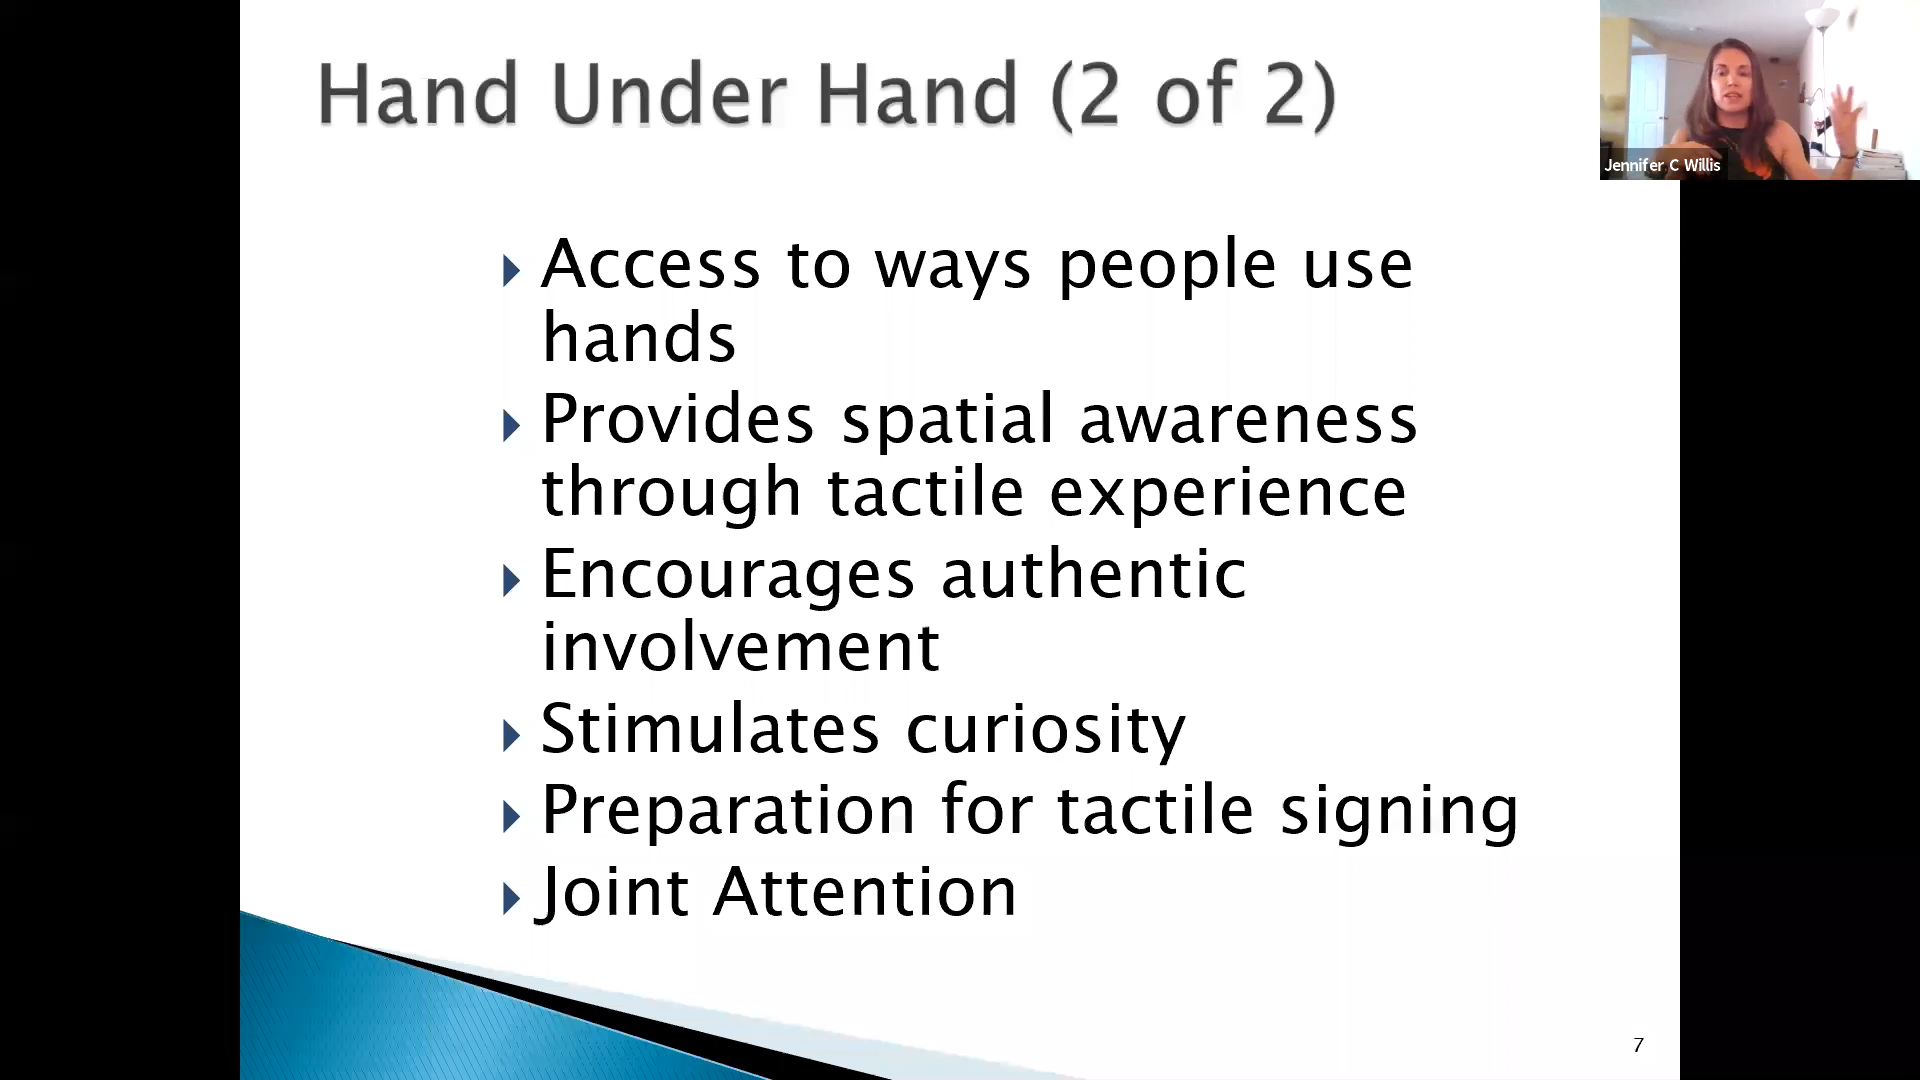 Hand Under Hand (2 of 2)
Jennifer C Willis
Access to ways people use
hands
Provides spatial awareness
through tactile experience
Encourages authentic
involvement
Stimulates curiosity
Preparation for tactile signing
Joint Attention
7